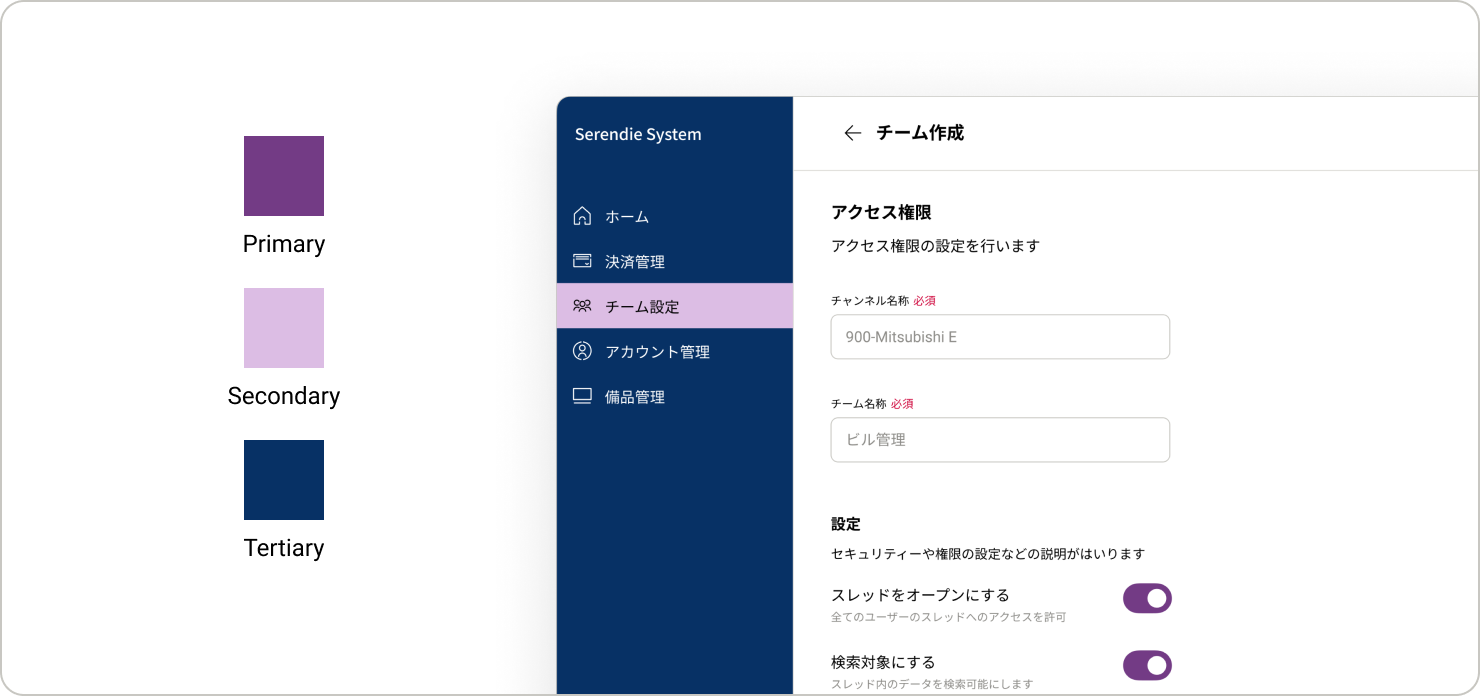 Primary
Secondary
Tertiary
Serendie System
ホーム
決済管理
チーム設定
アカウント管理
備品管理
チーム作成
アクセス権限
アクセス権限の設定を行います
チャンネル名称 必須
900-Mitsubishi E
チーム名称 必須
ビル管理
設定
セキュリティーや権限の設定などの説明がはいります
スレッドをオープンにする
全てのユーザーのスレッドへのアクセスを許可
検索対象にする
スレッド内のデータを検索可能にします